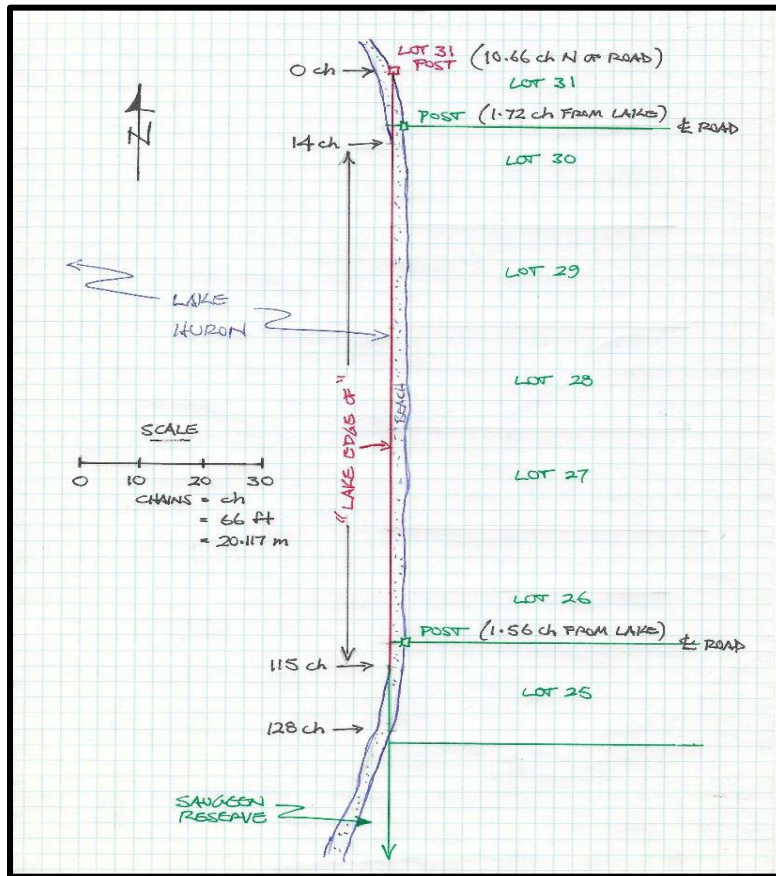 LOT 31
POST (10.66 ch N OF ROAD)
0 ch
LOT 31
N
POST (1.72 ch FROM LAKE) ℄ ROAD
14 ch
LOT 30
LOT 29
LAKE
HURON
LOT 28
BEACH
"LAKE EDGE OF"
SCALE
0 10 20 30
CHAINS = ch
= 66 ft
= 20.117 m
LOT 27
LOT 26
POST (1.56 ch FROM LAKE) ℄ ROAD
115 ch
LOT 25
128 ch
SAUGEEN
RESERVE